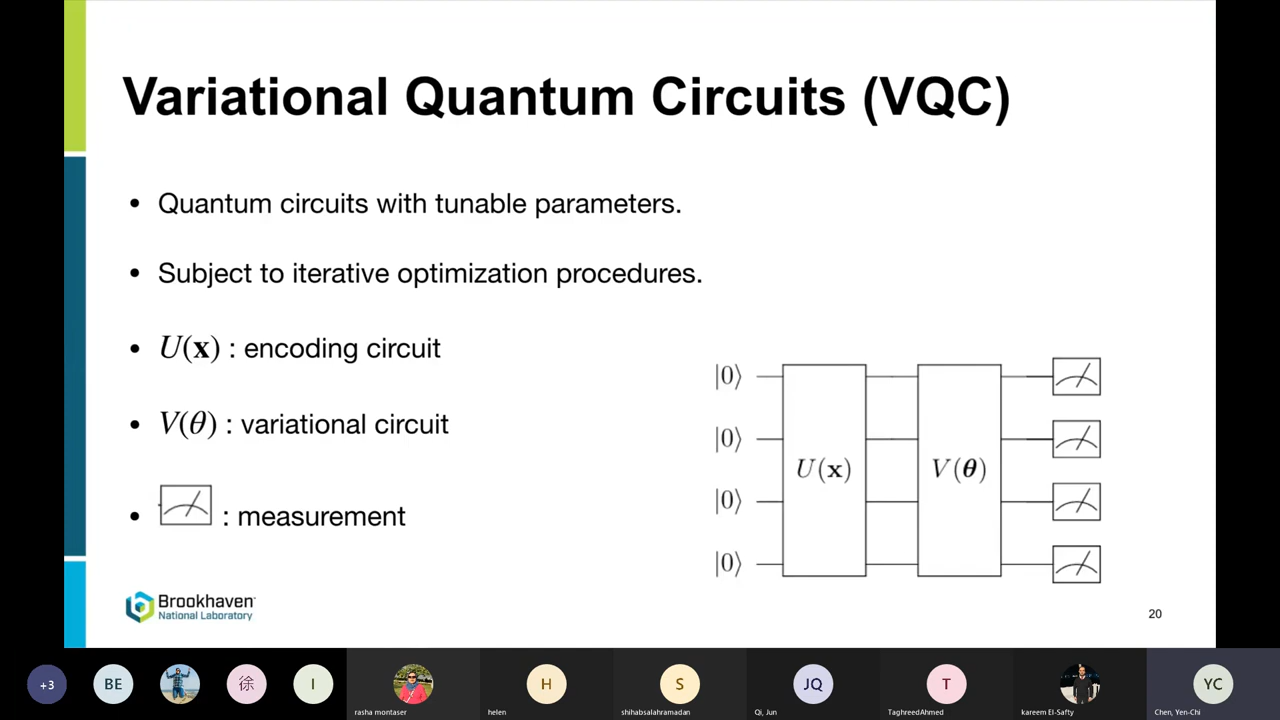 Variational Quantum Circuits (VQC)
• Quantum circuits with tunable parameters.
• Subject to iterative optimization procedures.
• U(x) : encoding circuit
• V(θ) : variational circuit
• : measurement
|0⟩
|0⟩
|0⟩
|0⟩
U(x)
V(θ)
Brookhaven
National Laboratory
20
+3
BE
徐
I
H
S
JQ
T
YC
rasha montaser
helen
shihabsalahramadan
Qi, Jun
TaghreedAhmed
kareem El-Safty
Chen, Yen-Chi